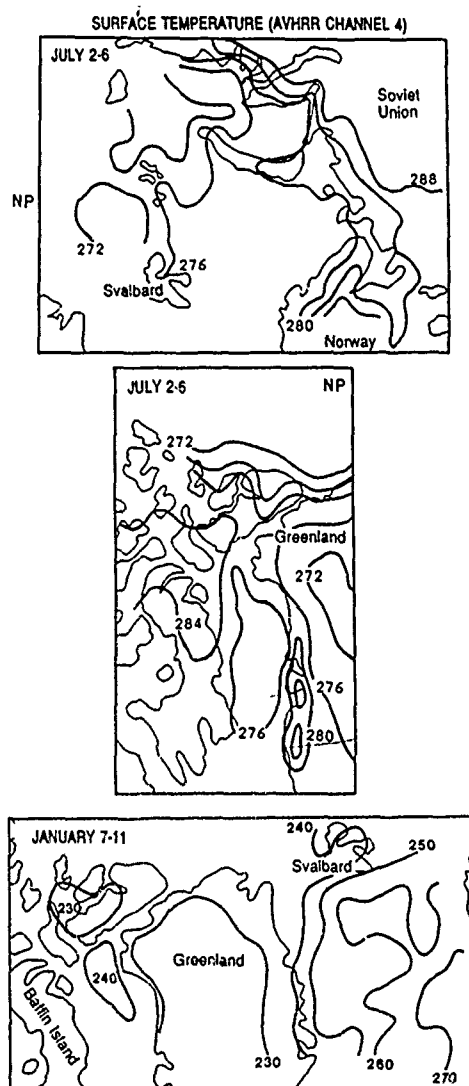 SURFACE TEMPERATURE (AVHRR CHANNEL 4)
JULY 2-6
Soviet
Union
NP
288
272
276
Svalbard
280
Norway
JULY 2-6
NP
272
Greenland
272
284
276
276
280
JANUARY 7-11
240
250
Svalbard
230
240
Greenland
Baffin Island
230
260
270